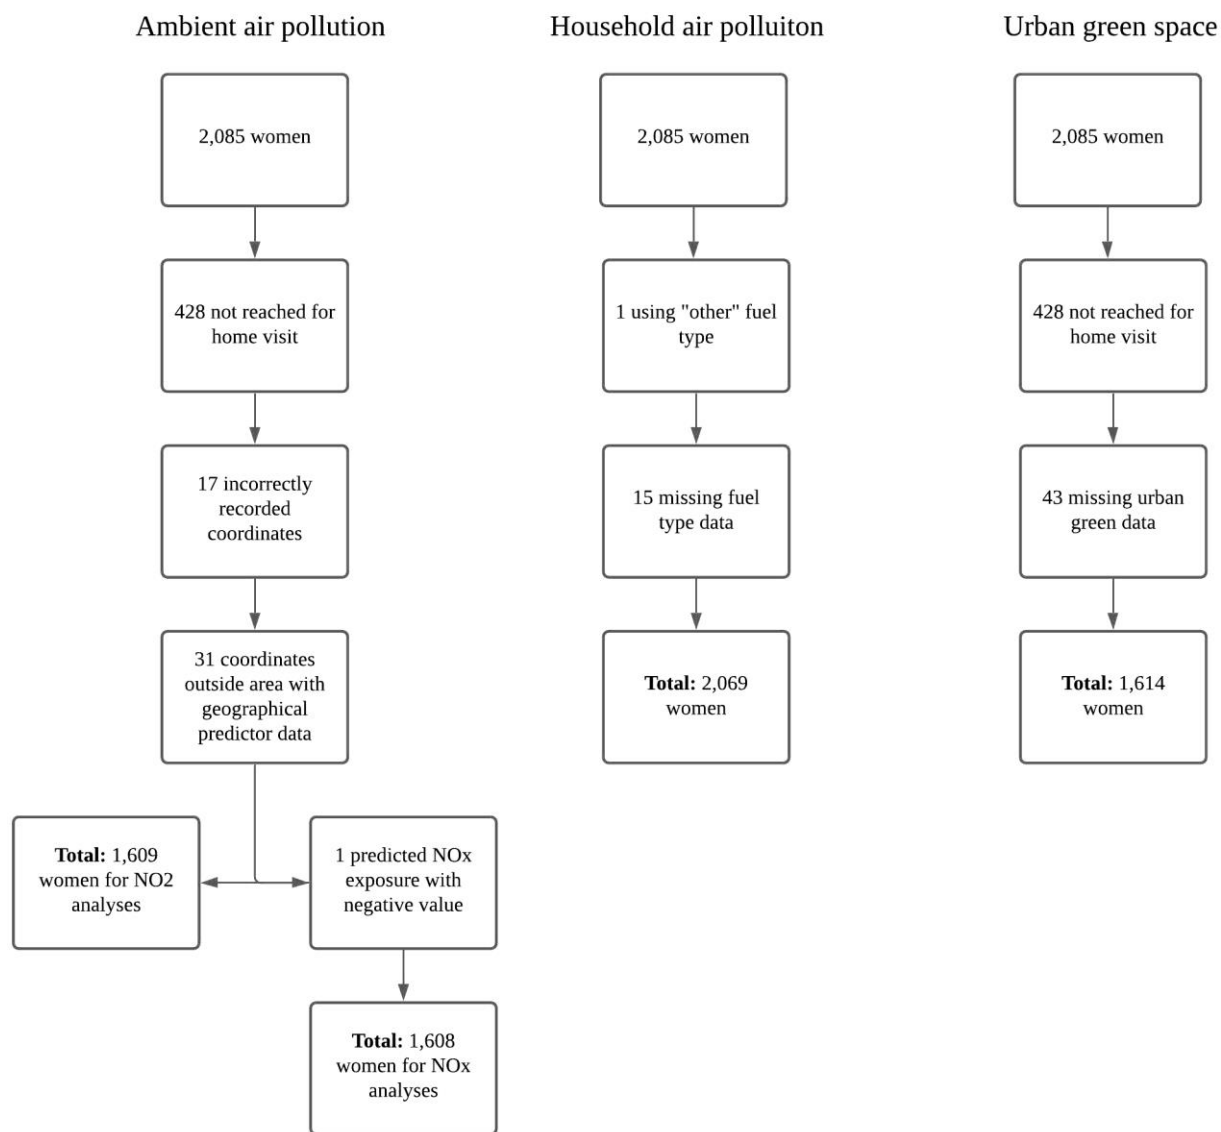 Ambient air pollution
2,085 women
428 not reached for
home visit
17 incorrectly
recorded
coordinates
31 coordinates
outside area with
geographical
predictor data
Total: 1,609
women for NO2
analyses
1 predicted NOx
exposure with
negative value
Total: 1,608
women for NOx
analyses
Household air polluiton
2,085 women
1 using "other" fuel
type
15 missing fuel
type data
Total: 2,069
women
Urban green space
2,085 women
428 not reached for
home visit
43 missing urban
green data
Total: 1,614
women